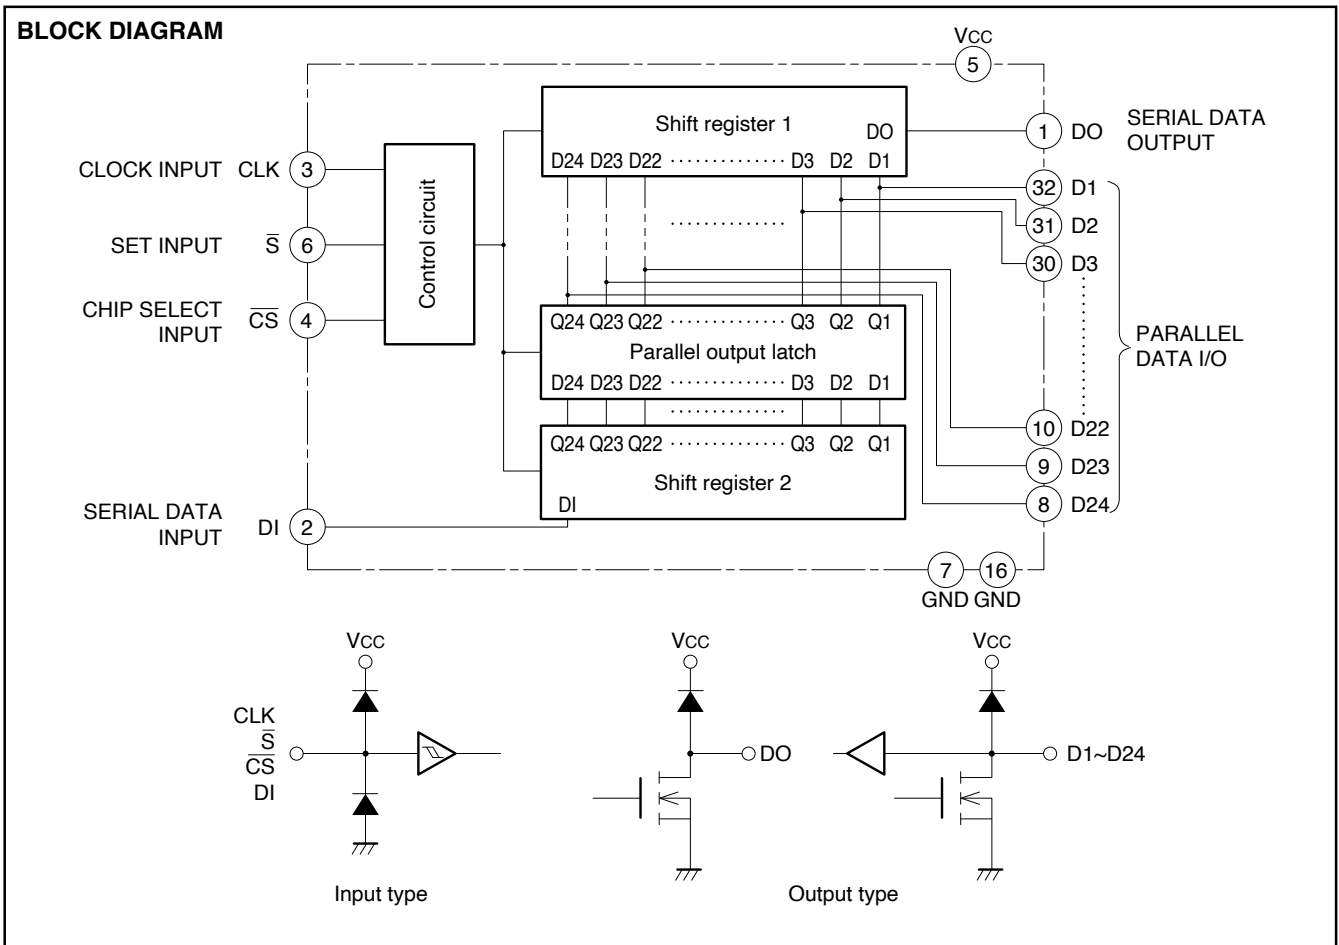 BLOCK DIAGRAM
VCC
5
Shift register 1
DO
1 DO
SERIAL DATA
OUTPUT
D24 D23 D22 ·············· D3 D2 D1
CLOCK INPUT CLK 3
32 D1
31 D2
30 D3
SET INPUT S̅ 6
Control circuit
CHIP SELECT
INPUT
C̅S̅ 4
Q24 Q23 Q22 ·············· Q3 Q2 Q1
Parallel output latch
D24 D23 D22 ·············· D3 D2 D1
PARALLEL
DATA I/O
Q24 Q23 Q22 ·············· Q3 Q2 Q1
Shift register 2
DI
10 D22
9 D23
8 D24
SERIAL DATA
INPUT
DI 2
7 16
GND GND
VCC
CLK
S̅
C̅S̅
DI
Input type
VCC
DO
VCC
D1~D24
Output type